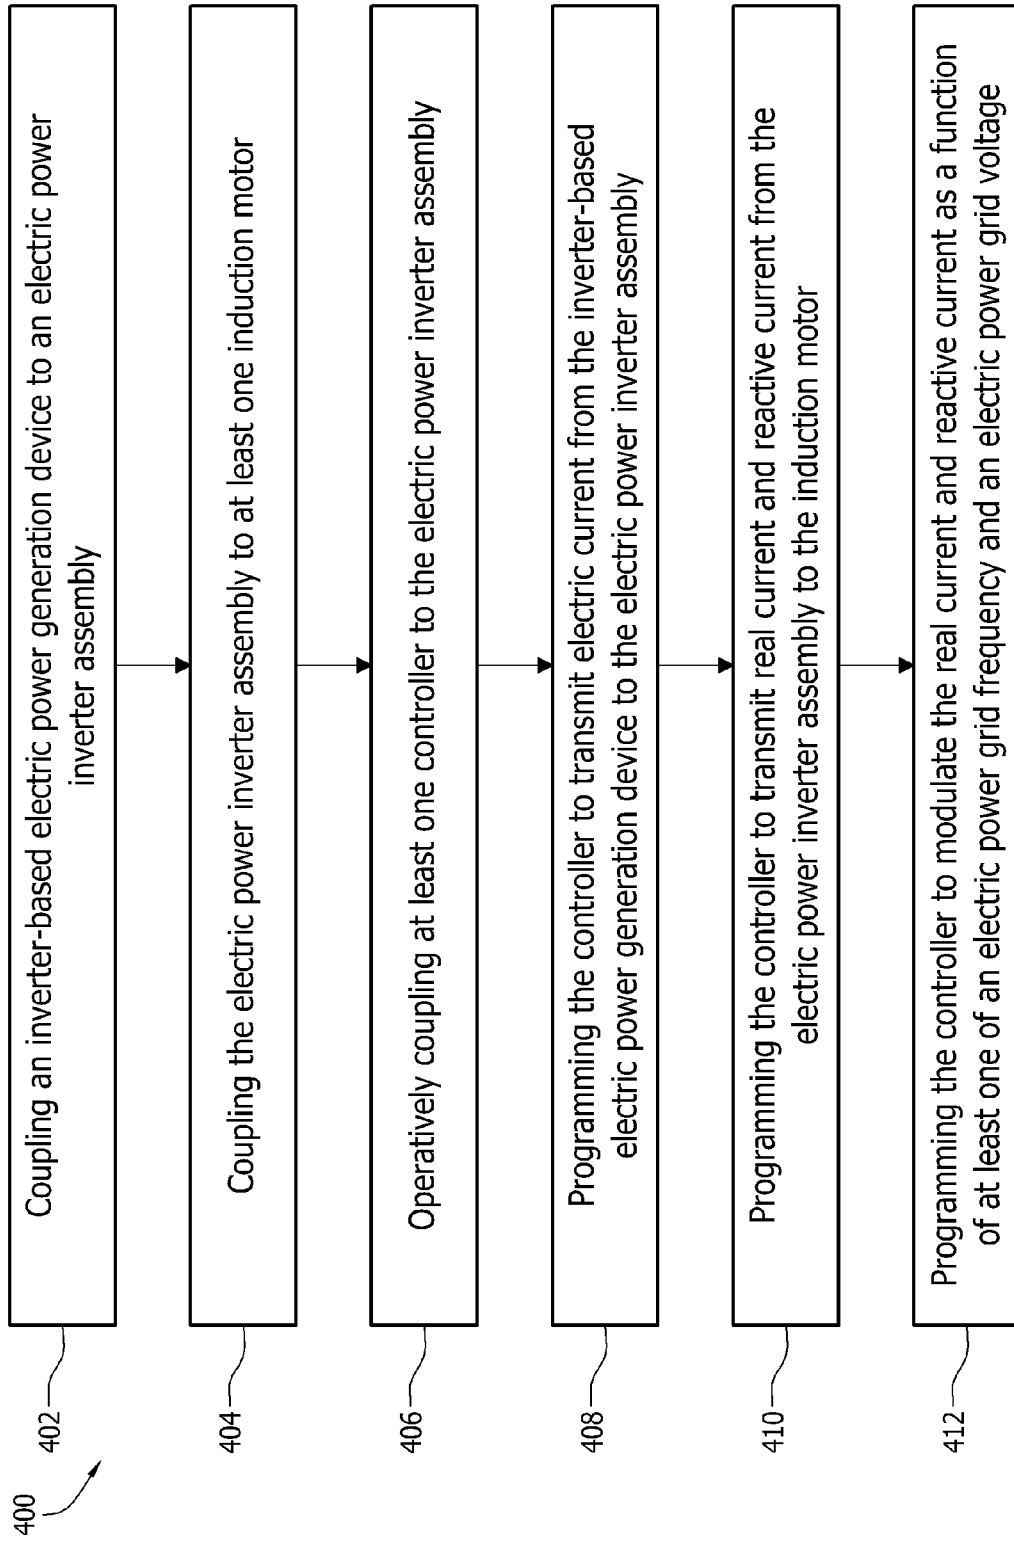 400
402
Coupling an inverter-based electric power generation device to an electric power
inverter assembly
404
Coupling the electric power inverter assembly to at least one induction motor
406
Operatively coupling at least one controller to the electric power inverter assembly
408
Programming the controller to transmit electric current from the inverter-based
electric power generation device to the electric power inverter assembly
410
Programming the controller to transmit real current and reactive current from the
electric power inverter assembly to the induction motor
412
Programming the controller to modulate the real current and reactive current as a function
of at least one of an electric power grid frequency and an electric power grid voltage